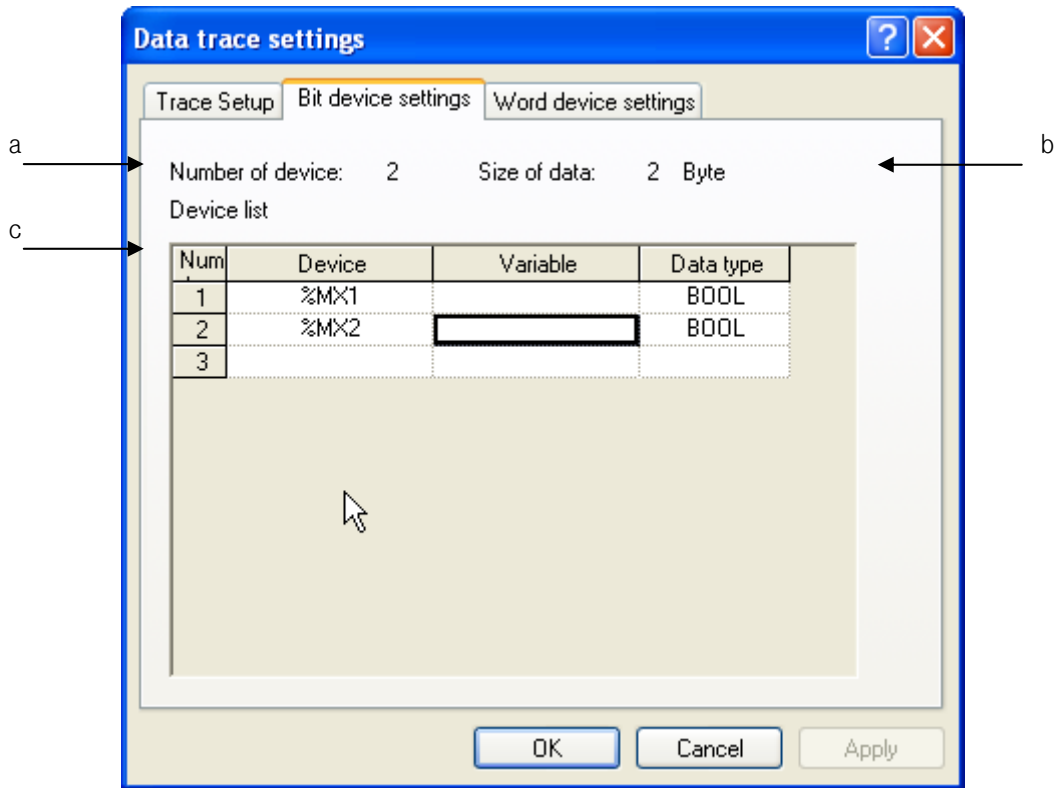 Data trace settings
Trace Setup Bit device settings Word device settings
a
b
Number of device: 2 Size of data: 2 Byte
Device list
c
Num Device Variable Data type
1 %MX1 BOOL
2 %MX2 BOOL
3
OK Cancel Apply